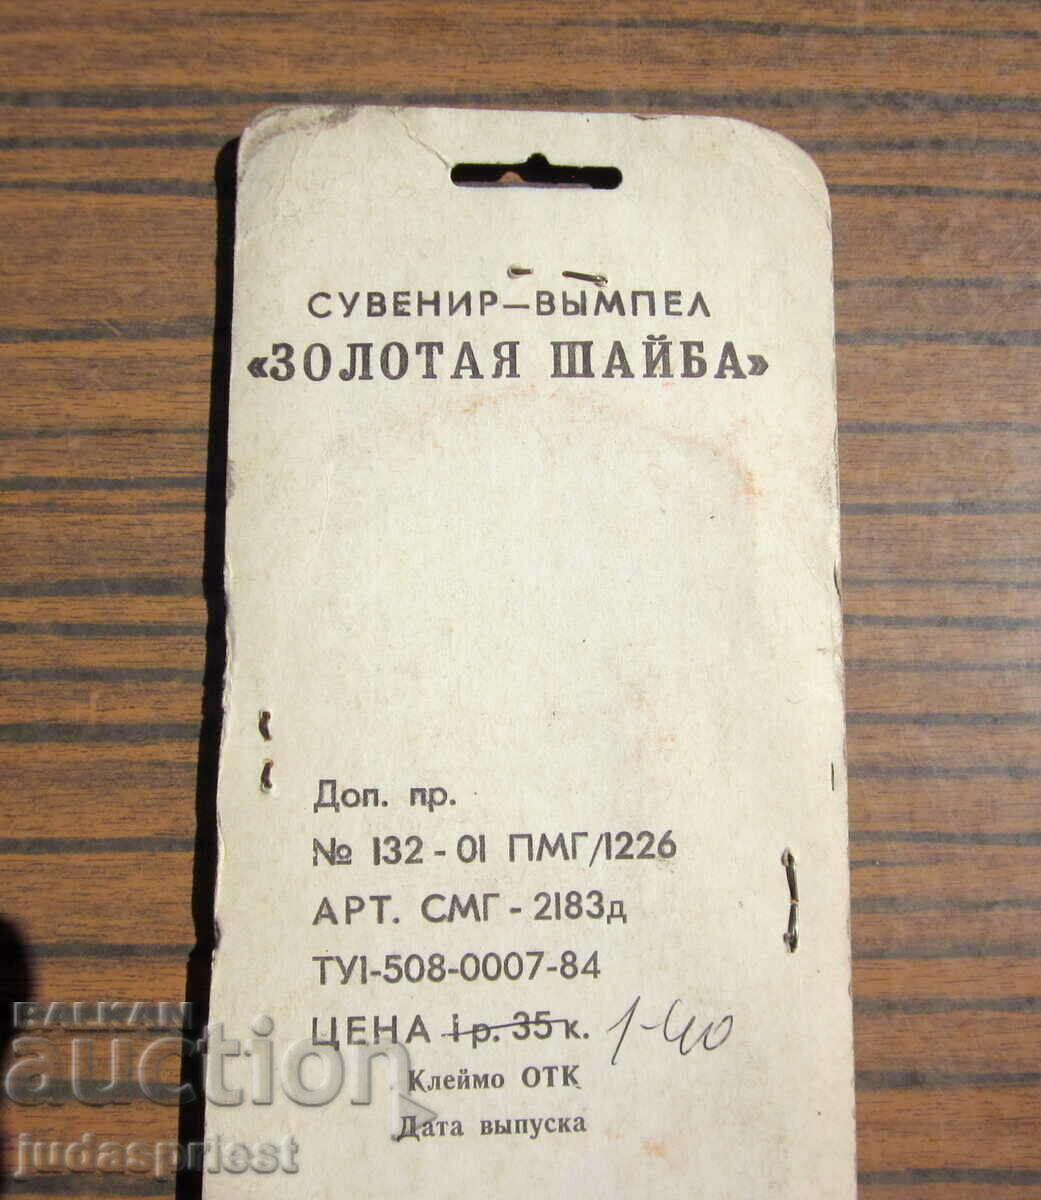 СУВЕНИР–ВЫМПЕЛ
«ЗОЛОТАЯ ШАЙБА»
Доп. пр.
№ 132 - 01 ПМГ/1226
АРТ. СМГ - 2183д
ТУ1-508-0007-84
ЦЕНА 1 р. 35 к. 1-40
Клеймо ОТК
Дата выпуска
BALKAN
auction
judaspriest